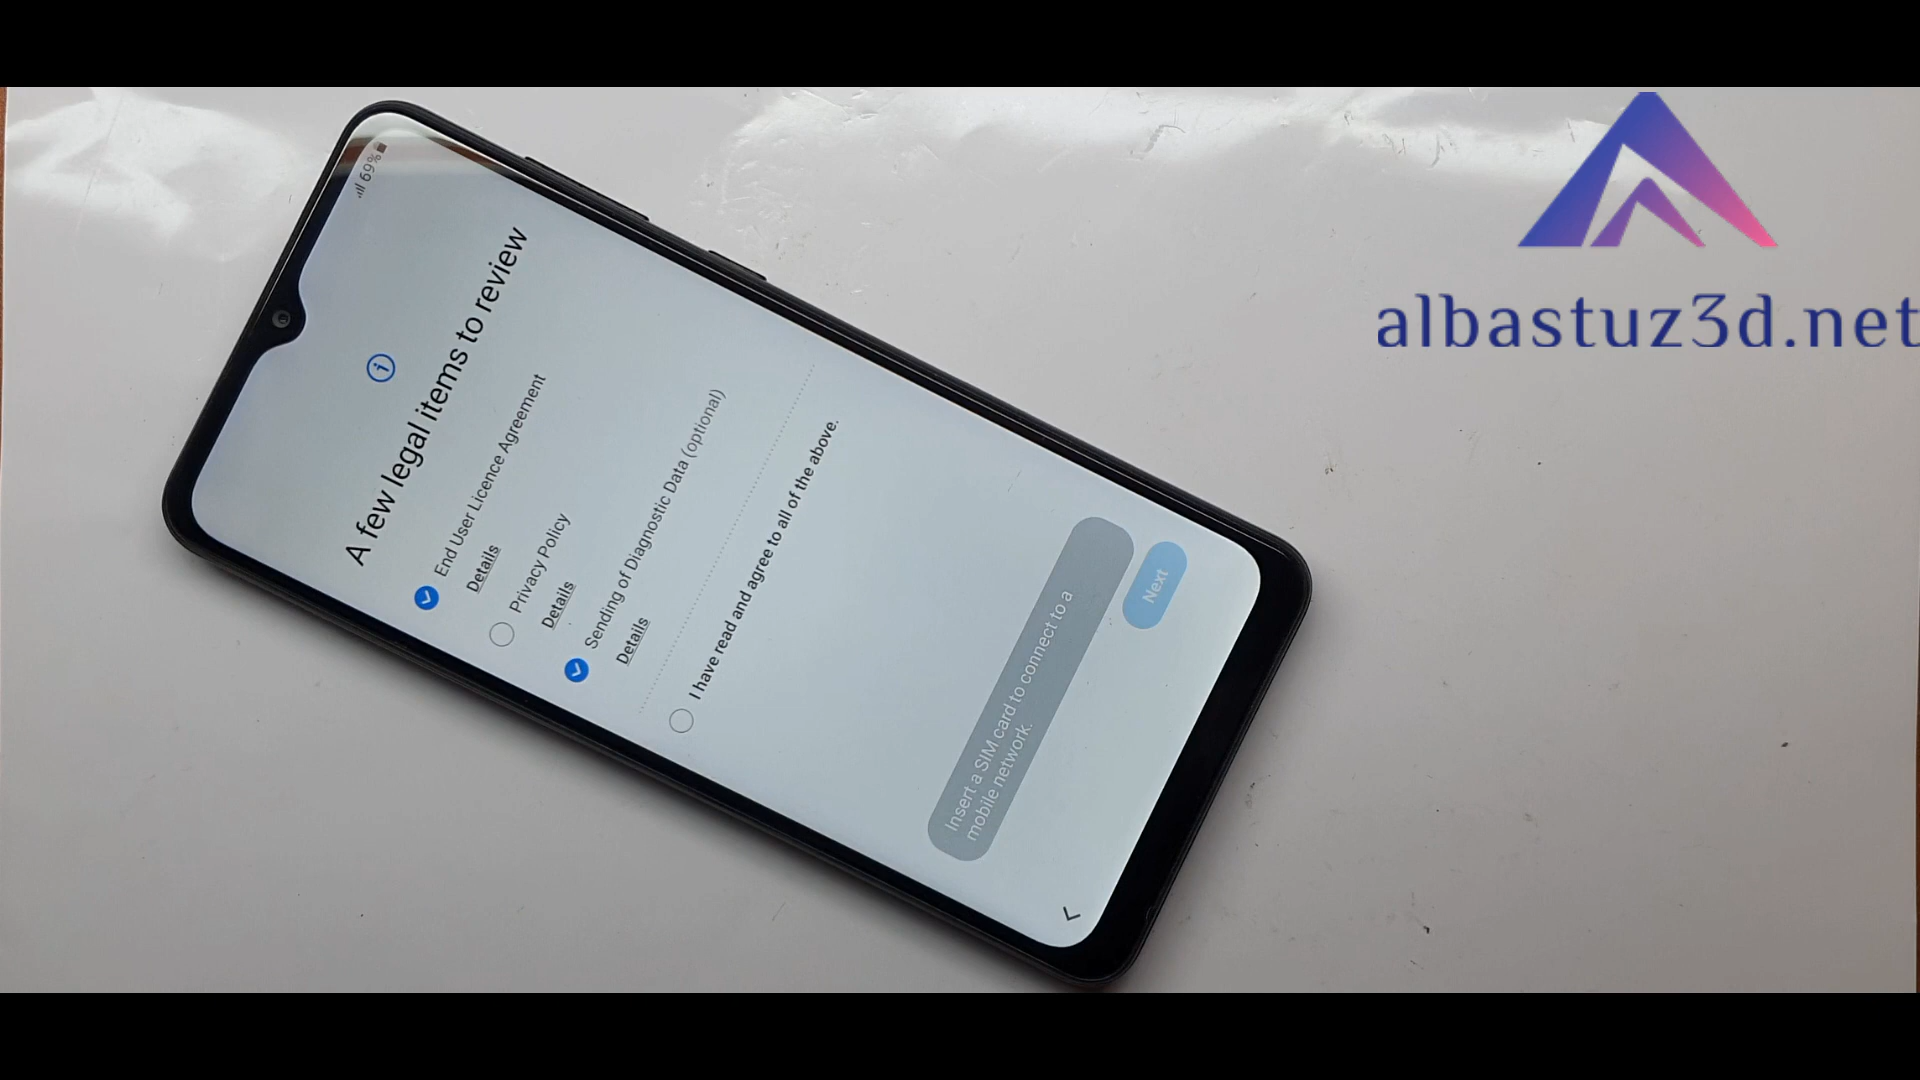 69%
A few legal items to review
End User Licence Agreement
Details
Privacy Policy
Details
Sending of Diagnostic Data (optional)
Details
I have read and agree to all of the above.
Insert a SIM card to connect to a
mobile network.
Next
albastuz3d.net